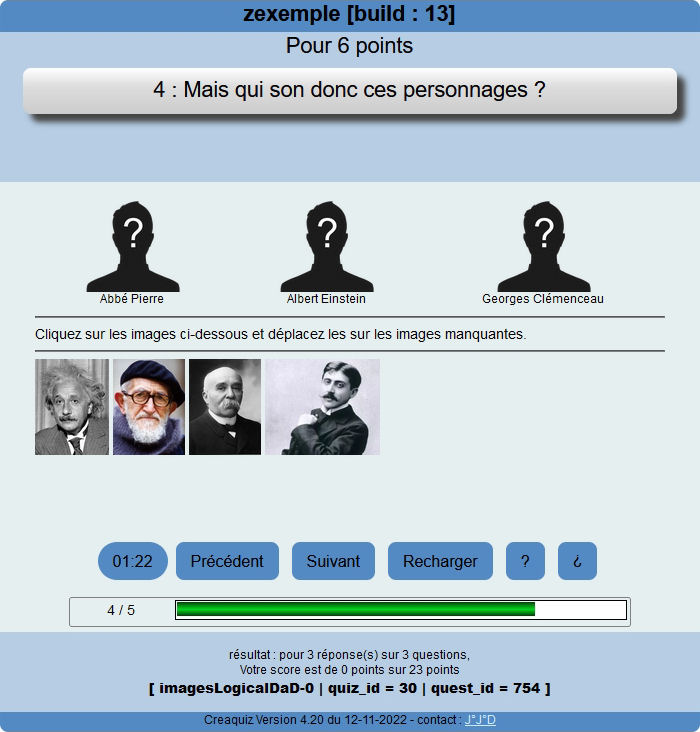 zexemple [build : 13]
Pour 6 points
4 : Mais qui son donc ces personnages ?
? ? ?
Abbé Pierre Albert Einstein Georges Clémenceau
Cliquez sur les images ci-dessous et déplacez les sur les images manquantes.
01:22 Précédent Suivant Recharger ? ¿
4 / 5
résultat : pour 3 réponse(s) sur 3 questions,
Votre score est de 0 points sur 23 points
[ imagesLogicalDaD-0 | quiz_id = 30 | quest_id = 754 ]
Creaquiz Version 4.20 du 12-11-2022 - contact : J°J°D